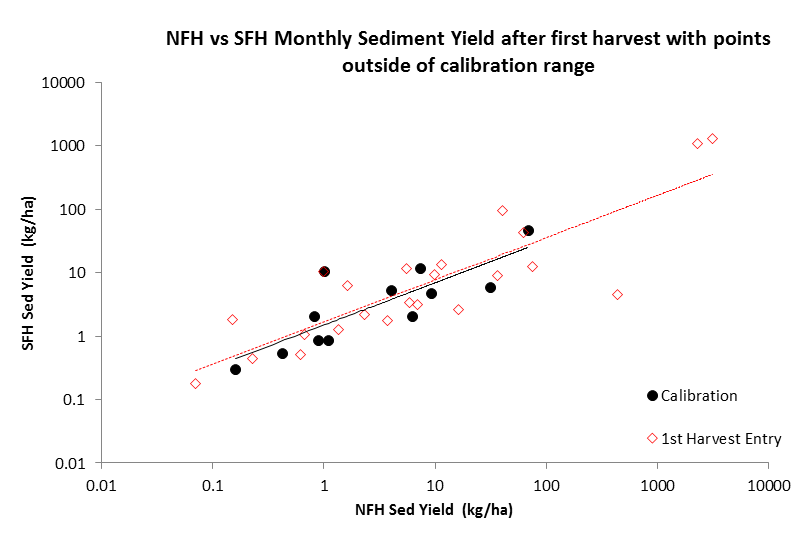 NFH vs SFH Monthly Sediment Yield after first harvest with points
outside of calibration range
10000
1000
100
10
1
0.1
0.01
SFH Sed Yield (kg/ha)
Calibration
1st Harvest Entry
0.01 0.1 1 10 100 1000 10000
NFH Sed Yield (kg/ha)